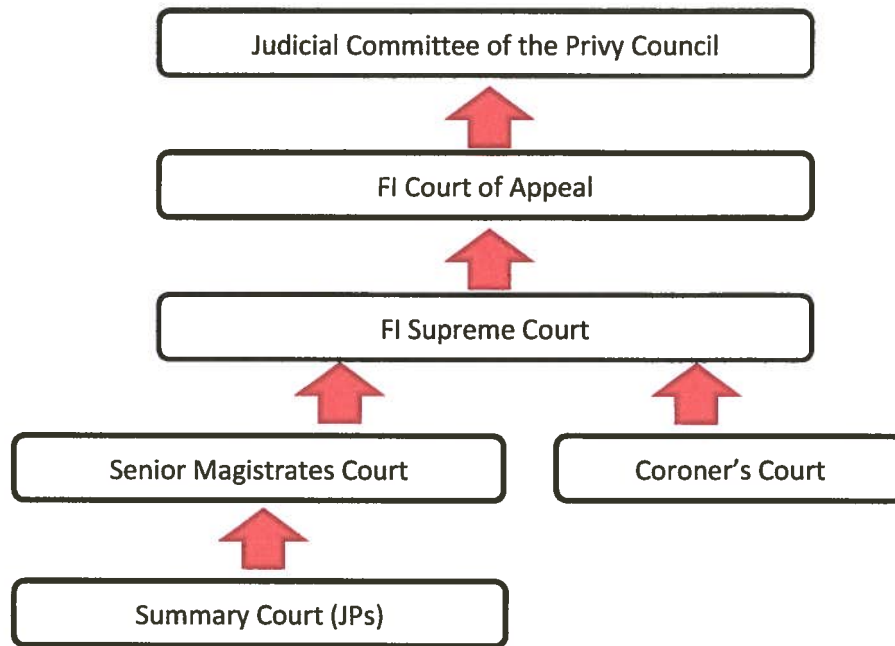 Judicial Committee of the Privy Council
FI Court of Appeal
FI Supreme Court
Senior Magistrates Court
Coroner's Court
Summary Court (JPs)